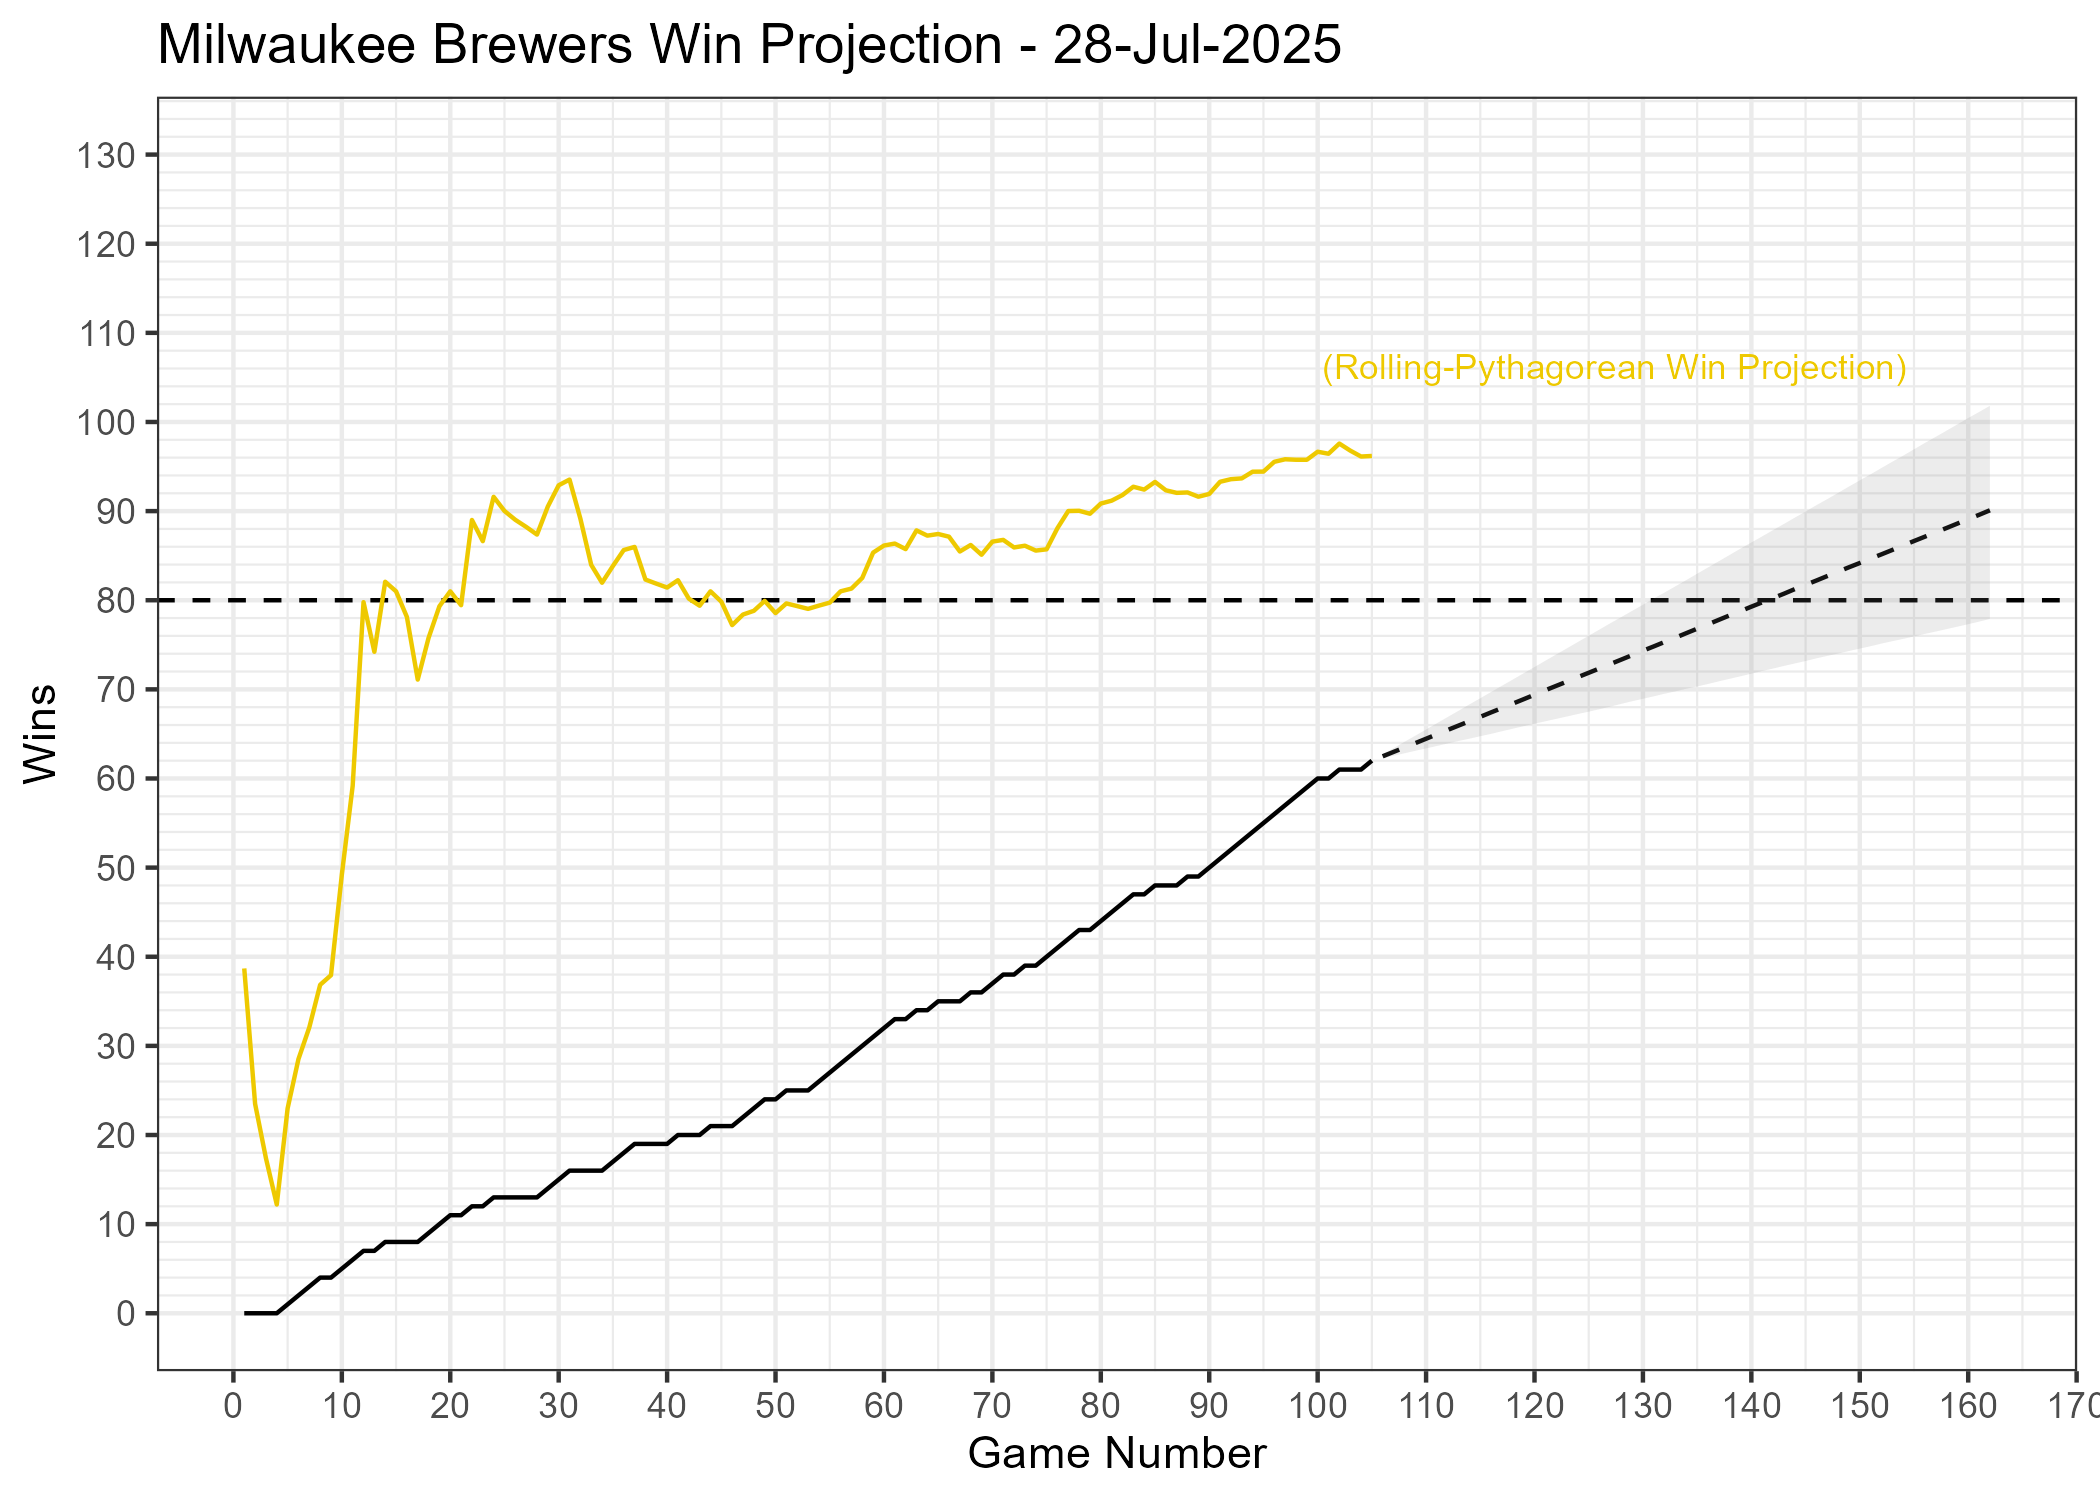 Milwaukee Brewers Win Projection - 28-Jul-2025
130
120
110
(Rolling-Pythagorean Win Projection)
100
90
80
70
60
50
40
30
20
10
0
Wins
0 10 20 30 40 50 60 70 80 90 100 110 120 130 140 150 160 170
Game Number